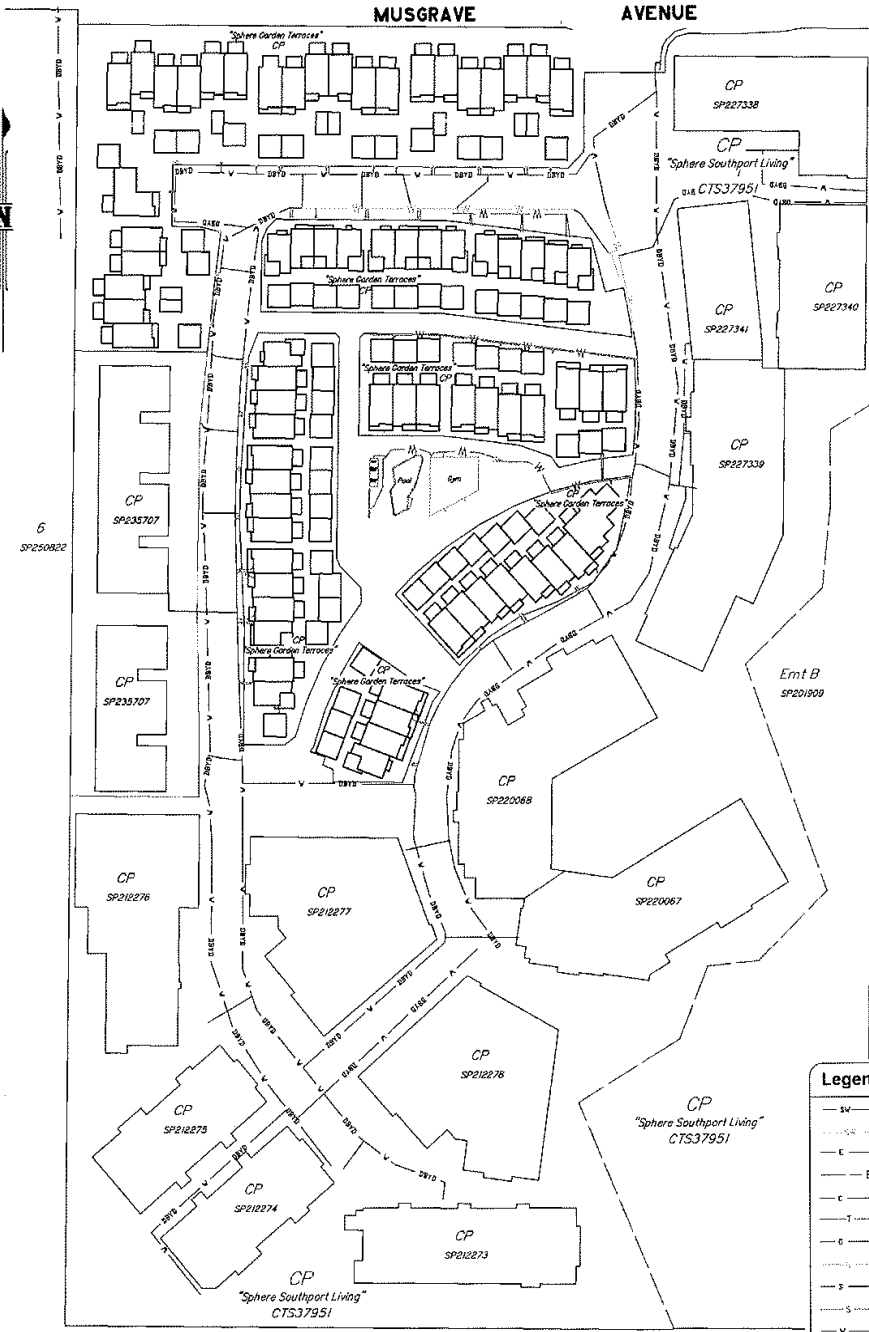 MUSGRAVE AVENUE
"Sphere Garden Terraces"
CP
CP
SP227338
CP
"Sphere Southport Living"
CTS37951
N
"Sphere Garden Terraces"
CP
CP
SP227341
CP
SP227340
"Sphere Garden Terraces"
CP
CP
SP227339
Pool
Gym
CP
"Sphere Garden Terraces"
CP
SP235707
6
SP250822
CP
"Sphere Garden Terraces"
CP
"Sphere Garden Terraces"
CP
SP235707
Emt B
SP201909
CP
SP220068
CP
SP212276
CP
SP212277
CP
SP220067
CP
SP212278
CP
"Sphere Southport Living"
CTS37951
CP
SP212275
CP
SP212274
CP
SP212273
CP
"Sphere Southport Living"
CTS37951
Legen
SW
SW
E
E
C
T
G
S
S
V
DBYD
W